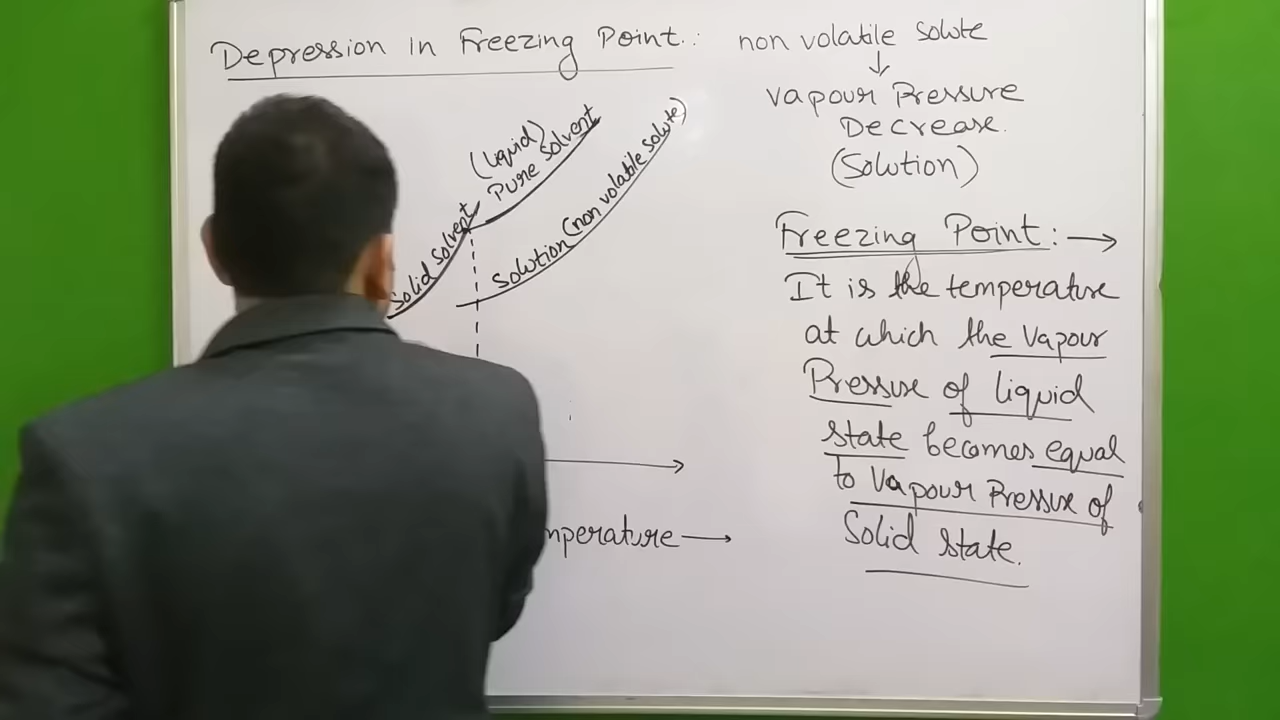 Depression in Freezing Point :
(Liquid)
Pure Solvent
Solid Solvent
Solution (non volatile solute)
mperature →
non volatile solute
↓
Vapour Pressure
Decrease.
(Solution)
Freezing Point : →
It is the temperature
at which the Vapour
Pressure of liquid
state becomes equal
to Vapour Pressure of
Solid state.